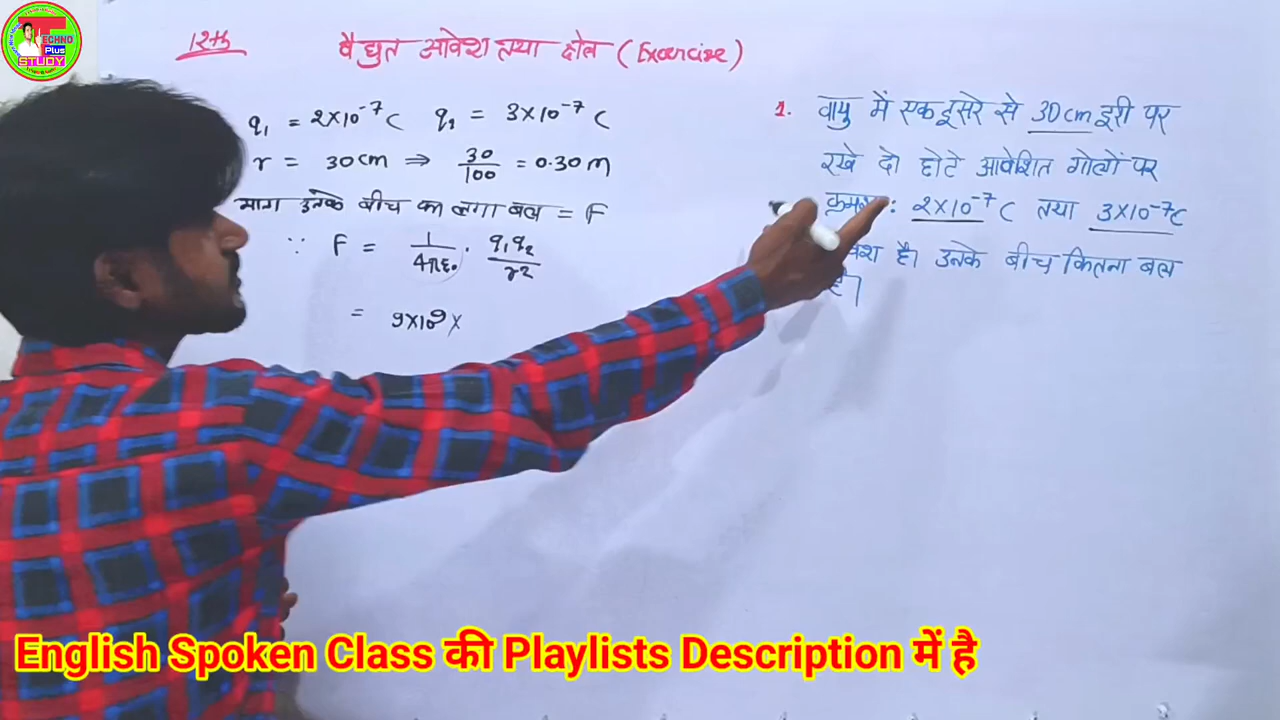 TECHNO
Plus
STUDY
12th
वैद्युत आवेश तथा क्षेत्र (Exercise)
q₁ = 2×10⁻⁷ C q₂ = 3×10⁻⁷ C
r = 30 cm ⇒ 30/100 = 0.30 m
माना उनके बीच का लगा बल = F
∵ F = 1/4πε₀ · q₁q₂/r2
= 9×10⁹ ×
1. वायु में एक दूसरे से 30 cm दूरी पर
रखे दो छोटे आवेशित गोलों पर
क्रमशः 2×10⁻⁷ C तथा 3×10⁻⁷C
है। उनके बीच कितना बल
है।
English Spoken Class की Playlists Description में है